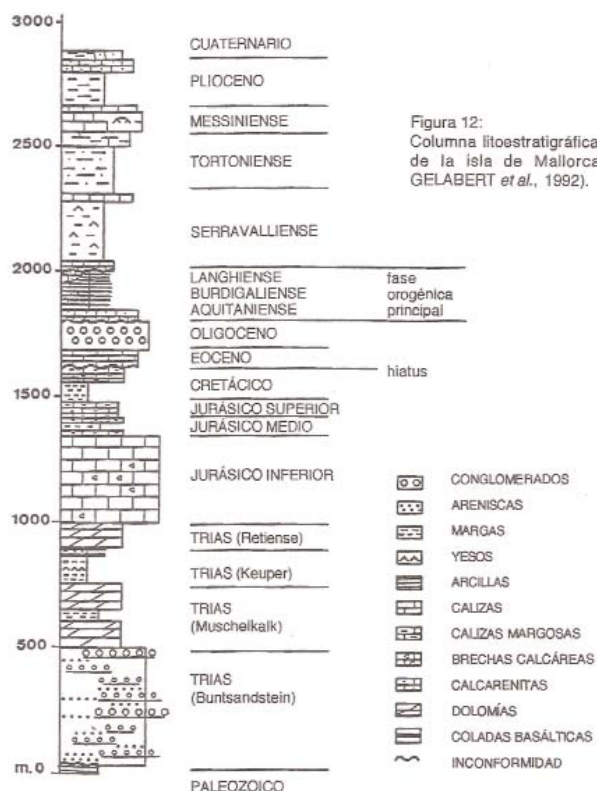 3000
CUATERNARIO
PLIOCENO
MESSINIENSE
2500
TORTONIENSE
SERRAVALLIENSE
2000
LANGHIENSE fase
BURDIGALIENSE orogénica
AQUITANIENSE principal
OLIGOCENO
EOCENO
hiatus
CRETÁCICO
1500
JURÁSICO SUPERIOR
JURÁSICO MEDIO
JURÁSICO INFERIOR
1000
TRIAS (Retiense)
TRIAS (Keuper)
TRIAS
(Muschelkalk)
500
TRIAS
(Buntsandstein)
m. 0
PALEOZOICO
Figura 12:
Columna litoestratigráfica
de la isla de Mallorca
GELABERT et al., 1992).
CONGLOMERADOS
ARENISCAS
MARGAS
YESOS
ARCILLAS
CALIZAS
CALIZAS MARGOSAS
BRECHAS CALCÁREAS
CALCARENITAS
DOLOMÍAS
COLADAS BASÁLTICAS
INCONFORMIDAD